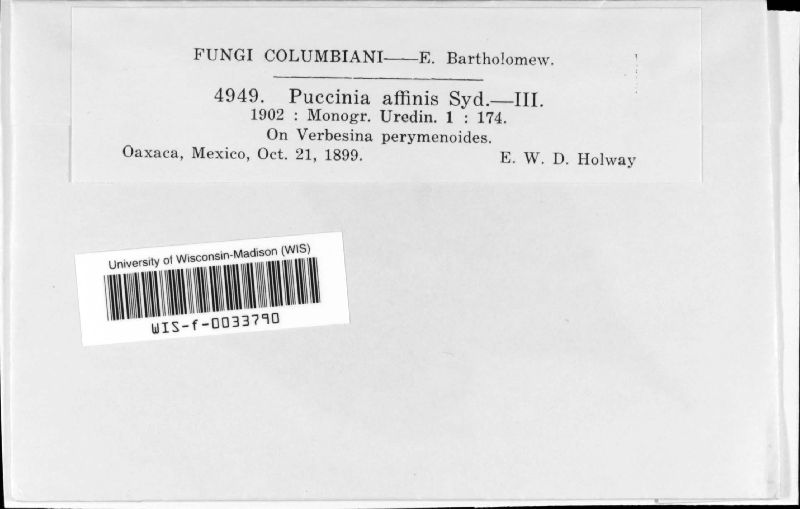 FUNGI COLUMBIANI——E. Bartholomew.
4949. Puccinia affinis Syd.—III.
1902 : Monogr. Uredin. 1 : 174.
On Verbesina perymenoides.
Oaxaca, Mexico, Oct. 21, 1899. E. W. D. Holway
University of Wisconsin-Madison (WIS)
WIS-f-0033790